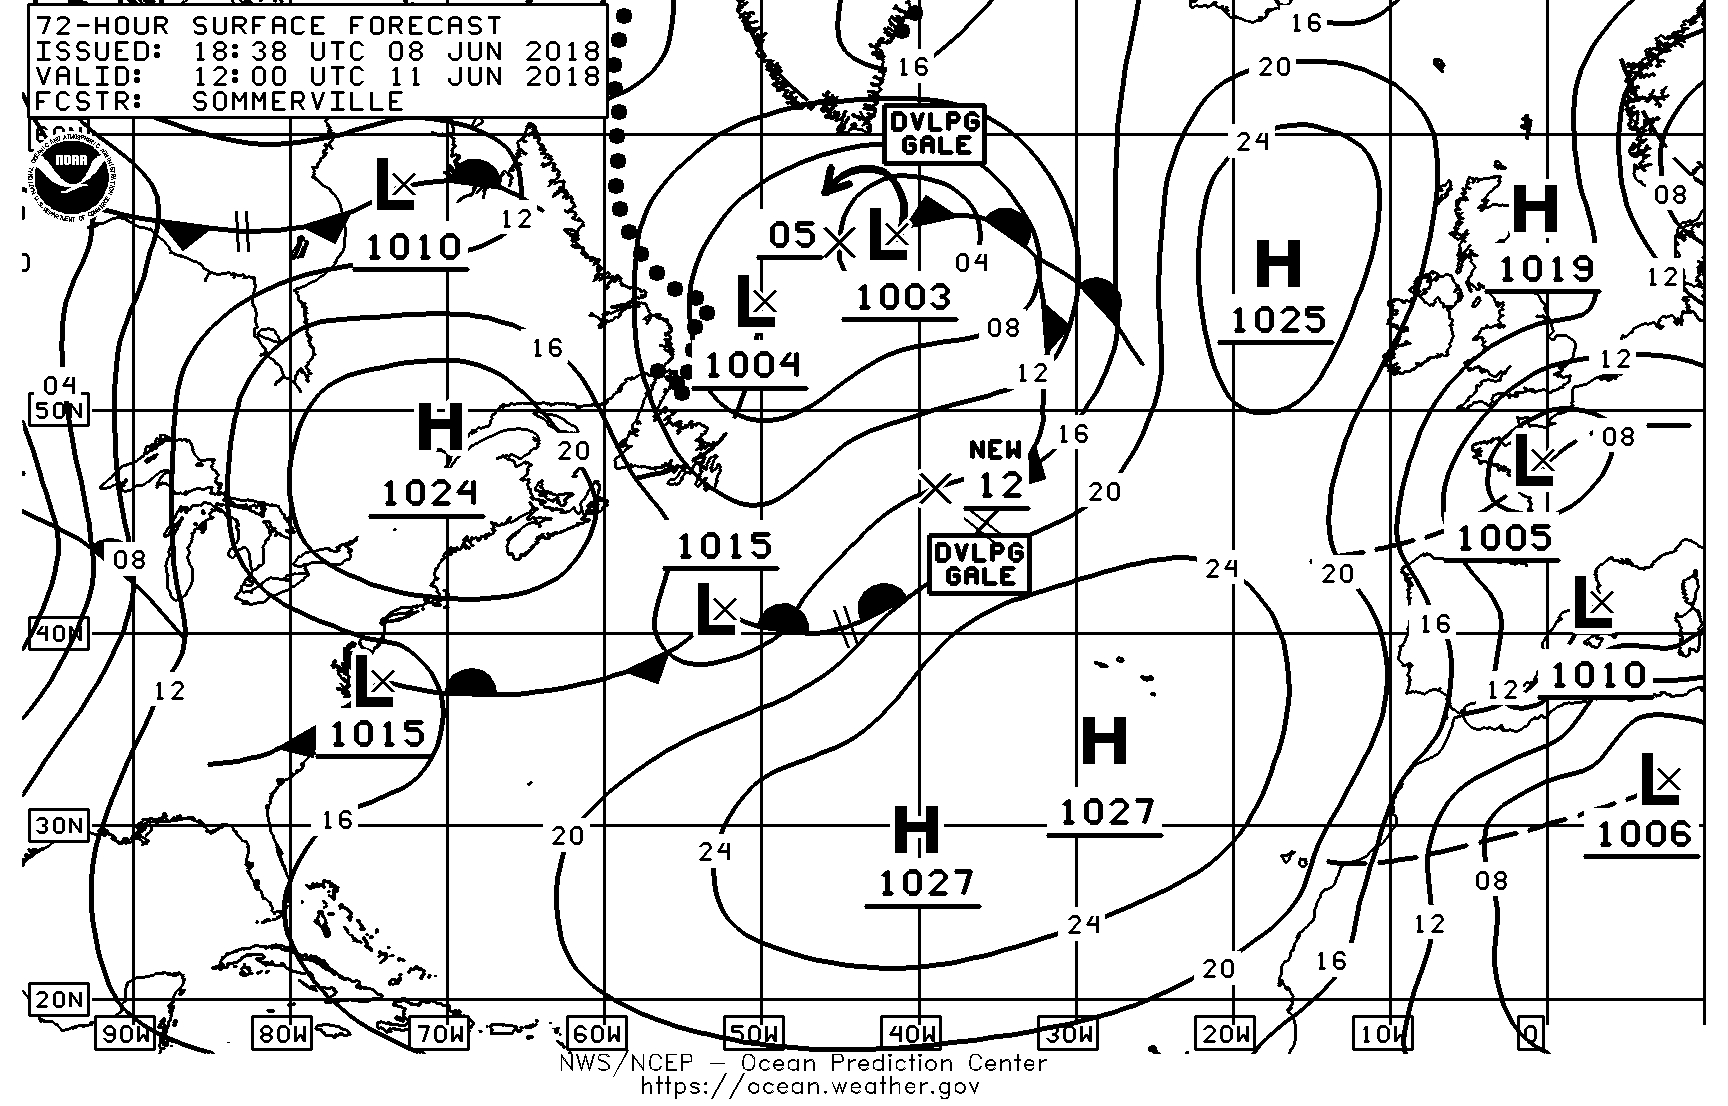 72-HOUR SURFACE FORECAST
ISSUED: 18:38 UTC 08 JUN 2018
VALID: 12:00 UTC 11 JUN 2018
FCSTR: SOMMERVILLE
16
16
20
DVLPG
GALE
24
NOAA
L
08
12
H
L
1010
05
L
04
H
1019
12
L
1003
H
1025
1004
08
16
12
12
04
50N
H
20
16
08
1024
NEW
12
20
L
1015
1005
08
DVLPG
GALE
24
20
L
L
16
40N
L
12
1010
12
1015
H
L
30N
16
20
H
1027
1006
24
08
1027
24
12
20
16
20N
90W
80W
70W
60W
50W
40W
30W
20W
10W
0
NWS/NCEP – Ocean Prediction Center
https://ocean.weather.gov